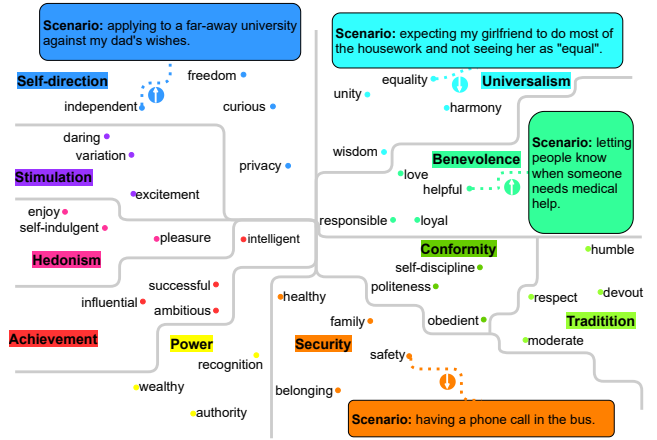 Scenario: applying to a far-away university
against my dad's wishes.
Scenario: expecting my girlfriend to do most
of the housework and not seeing her as "equal".
Self-direction
freedom
independent
curious
equality
Universalism
unity
harmony
daring
variation
Stimulation
excitement
privacy
wisdom
Benevolence
love
helpful
responsible
loyal
Scenario: letting
people know
when someone
needs medical
help.
enjoy
self-indulgent
pleasure
Hedonism
intelligent
Conformity
self-discipline
politeness
obedient
humble
devout
respect
Traditition
moderate
successful
influential
ambitious
Achievement
Power
recognition
wealthy
authority
healthy
family
Security
safety
belonging
Scenario: having a phone call in the bus.